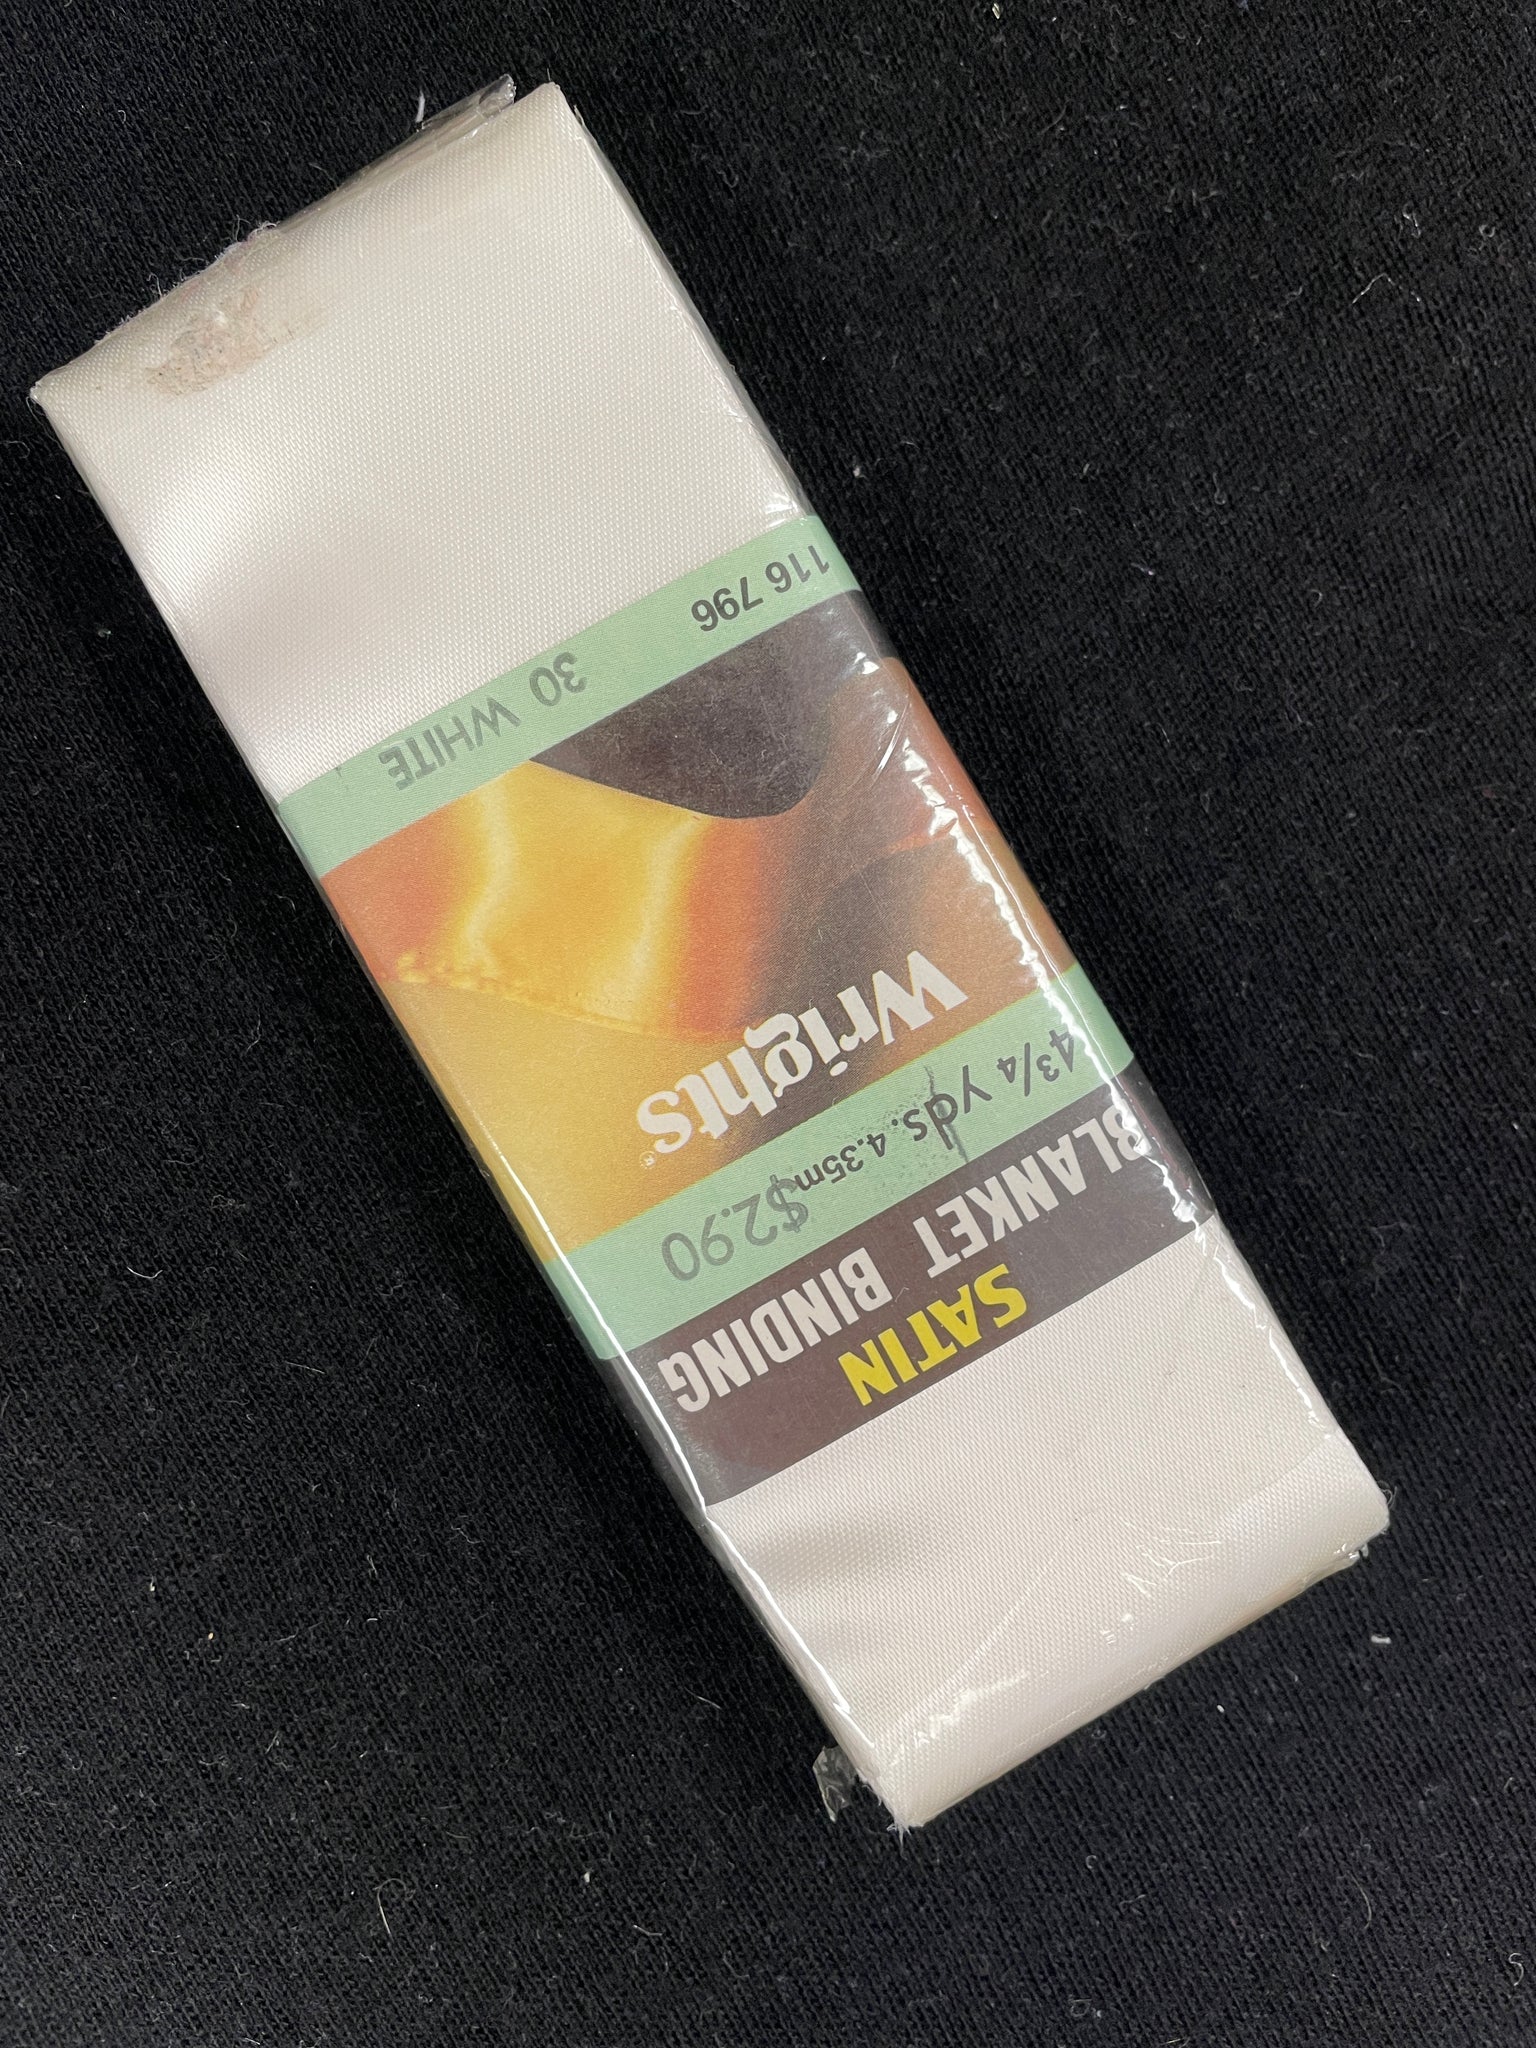 SATIN
BLANKET BINDING
4¾ yds. 4.35m $2.90
Wrights®
30 WHITE
116 796